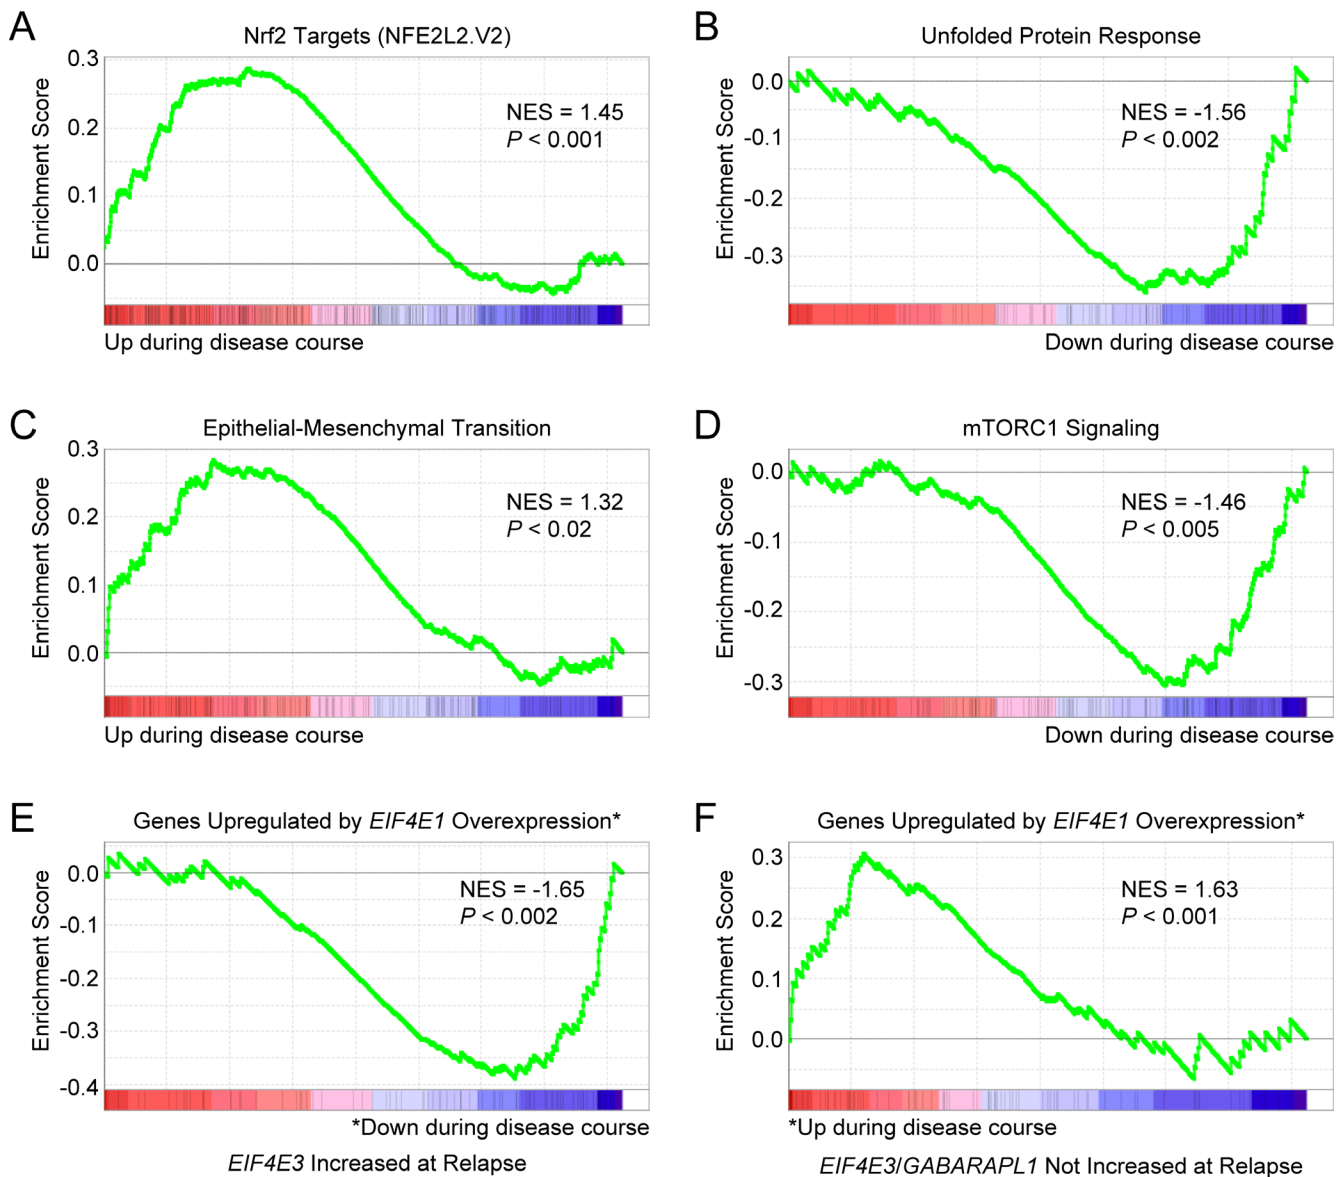 A
Nrf2 Targets (NFE2L2.V2)
Enrichment Score
0.3
0.2
0.1
0.0
NES = 1.45
P < 0.001
Up during disease course
B
Unfolded Protein Response
Enrichment Score
0.0
-0.1
-0.2
-0.3
NES = -1.56
P < 0.002
Down during disease course
C
Epithelial-Mesenchymal Transition
Enrichment Score
0.3
0.2
0.1
0.0
NES = 1.32
P < 0.02
Up during disease course
D
mTORC1 Signaling
Enrichment Score
0.0
-0.1
-0.2
-0.3
NES = -1.46
P < 0.005
Down during disease course
E
Genes Upregulated by EIF4E1 Overexpression*
Enrichment Score
0.0
-0.1
-0.2
-0.3
-0.4
NES = -1.65
P < 0.002
*Down during disease course
EIF4E3 Increased at Relapse
F
Genes Upregulated by EIF4E1 Overexpression*
Enrichment Score
0.3
0.2
0.1
0.0
NES = 1.63
P < 0.001
*Up during disease course
EIF4E3/GABARAPL1 Not Increased at Relapse